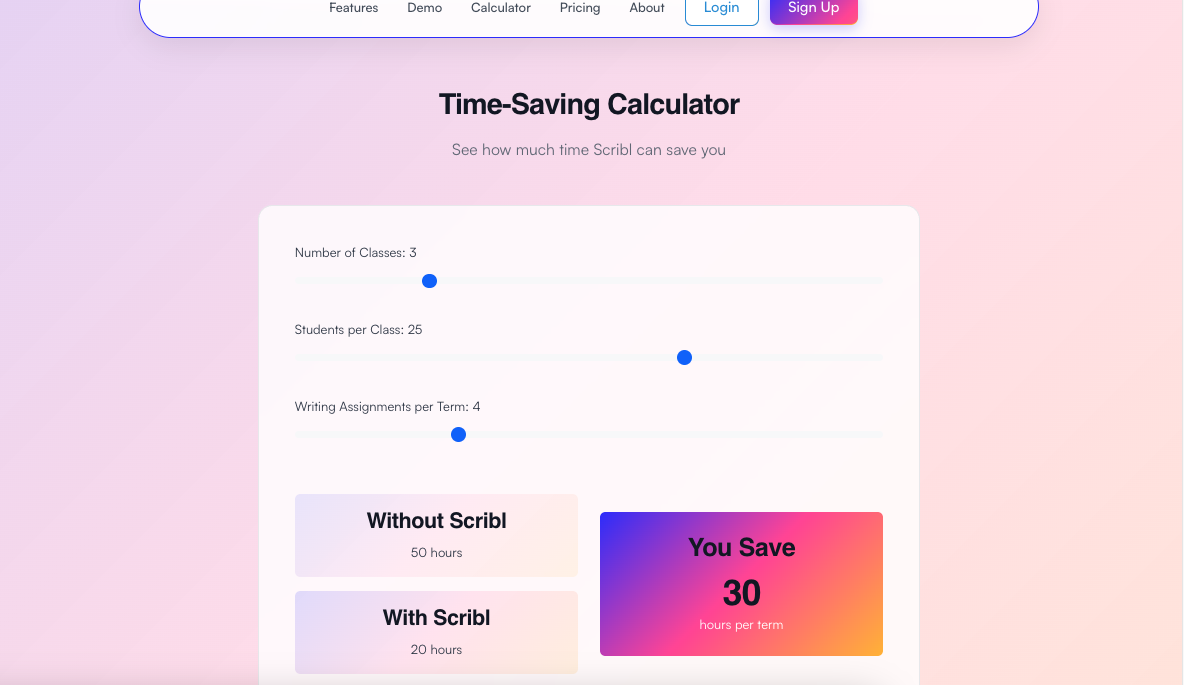 Features Demo Calculator Pricing About Login Sign Up
Time-Saving Calculator
See how much time Scribl can save you
Number of Classes: 3
Students per Class: 25
Writing Assignments per Term: 4
Without Scribl
50 hours
With Scribl
20 hours
You Save
30
hours per term